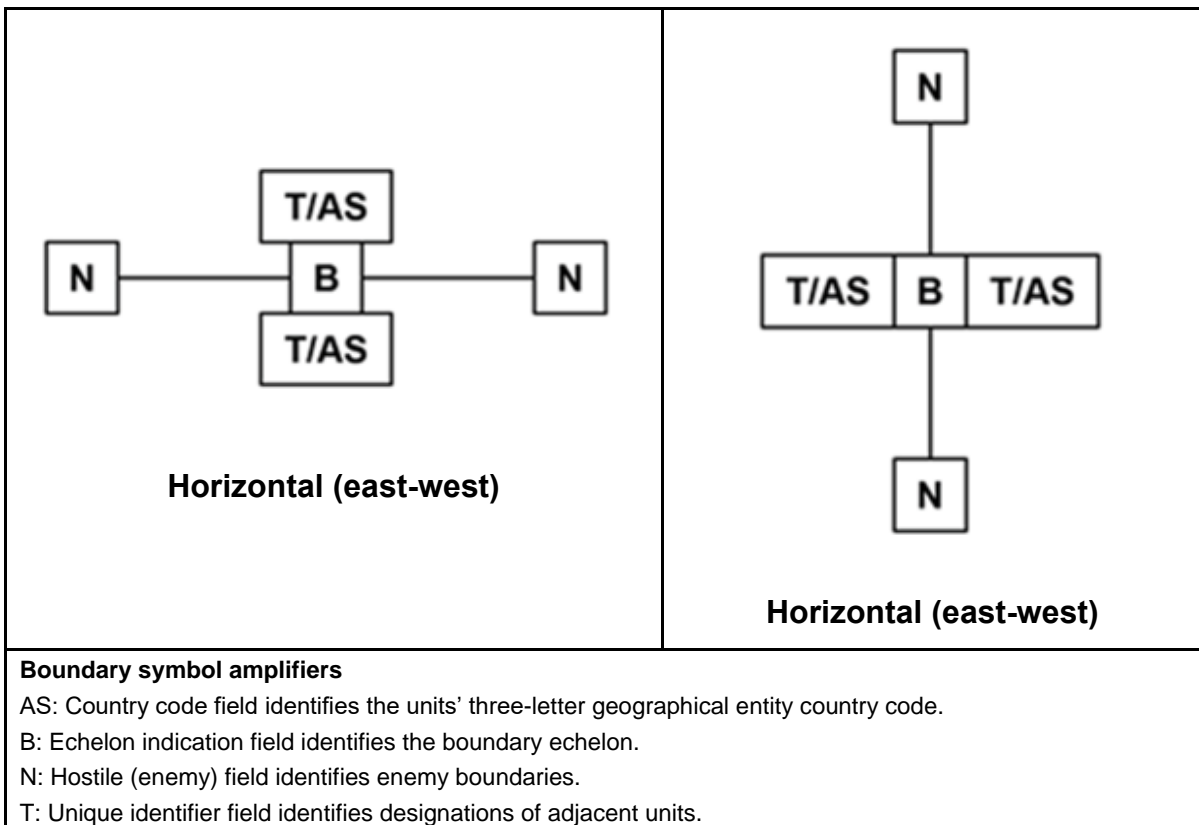 T/AS
N B N
T/AS
Horizontal (east-west)
N
T/AS B T/AS
N
Horizontal (east-west)
Boundary symbol amplifiers
AS: Country code field identifies the units’ three-letter geographical entity country code.
B: Echelon indication field identifies the boundary echelon.
N: Hostile (enemy) field identifies enemy boundaries.
T: Unique identifier field identifies designations of adjacent units.